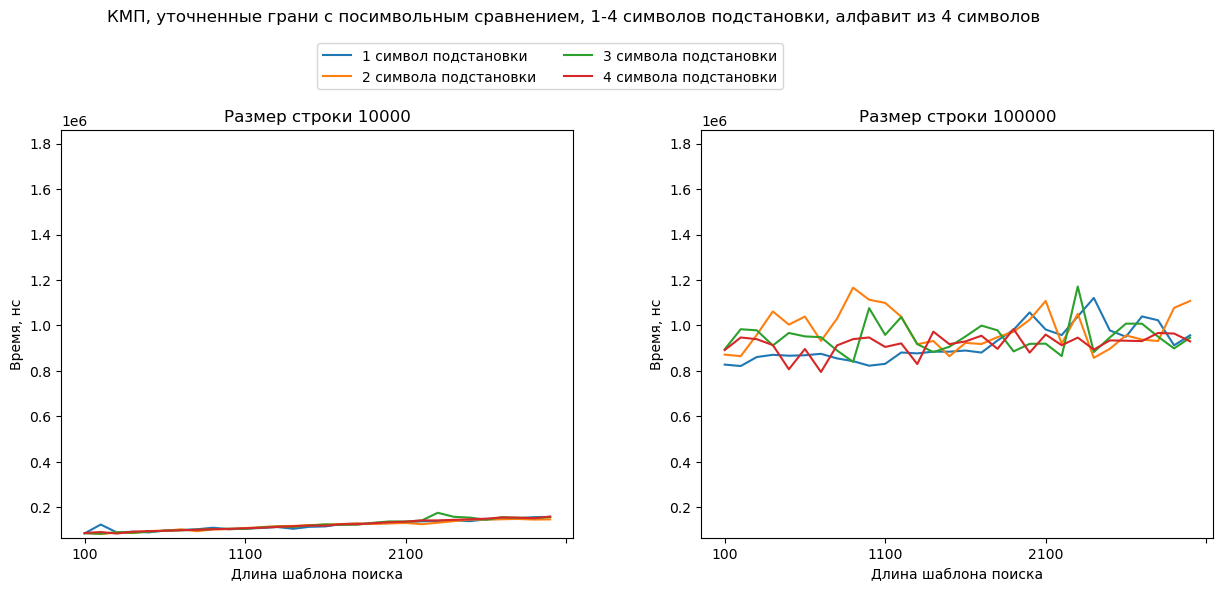 КМП, уточненные грани с посимвольным сравнением, 1-4 символов подстановки, алфавит из 4 символов
1 символ подстановки
2 символа подстановки
3 символа подстановки
4 символа подстановки
Размер строки 10000
1e6
1.8
1.6
1.4
1.2
1.0
0.8
0.6
0.4
0.2
Время, нс
100
1100
2100
Длина шаблона поиска
Размер строки 100000
1e6
1.8
1.6
1.4
1.2
1.0
0.8
0.6
0.4
0.2
Время, нс
100
1100
2100
Длина шаблона поиска